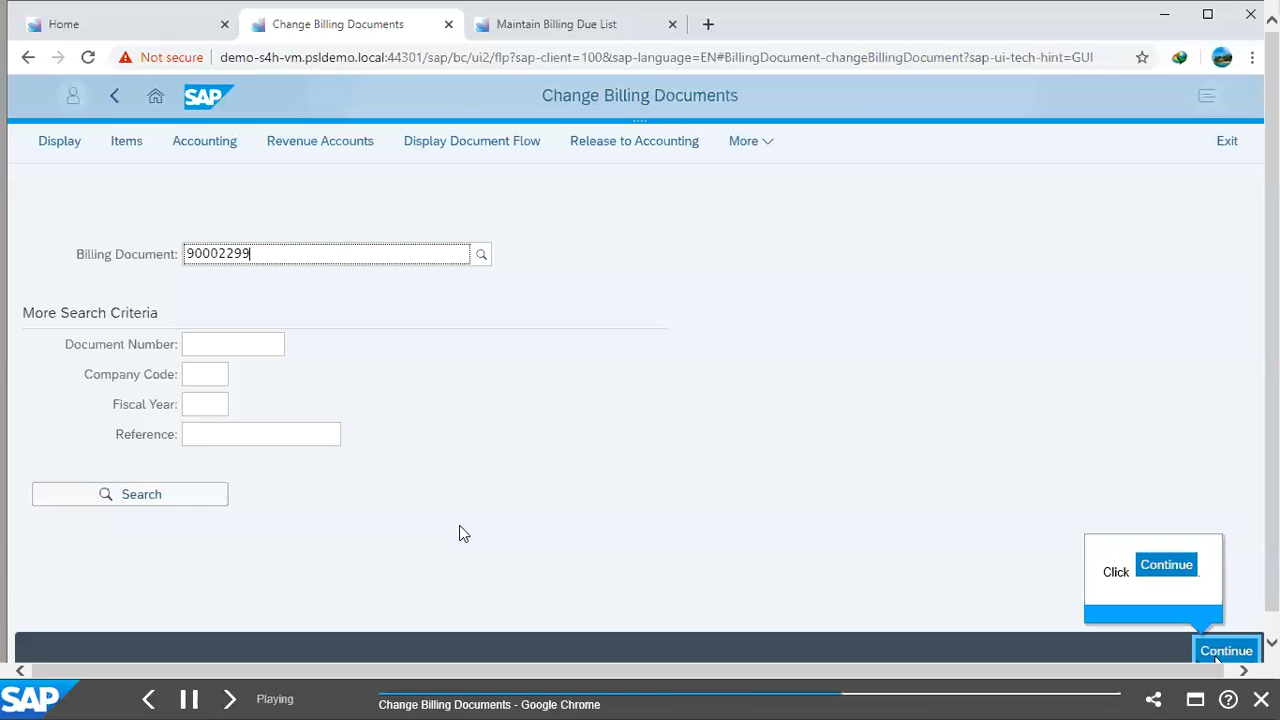 Home
Change Billing Documents
Maintain Billing Due List
Not secure
demo-s4h-vm.psldemo.local:44301/sap/bc/ui2/flp?sap-client=100&sap-language=EN#BillingDocument-changeBillingDocument?sap-ui-tech-hint=GUI
SAP
Change Billing Documents
Display Items Accounting Revenue Accounts Display Document Flow Release to Accounting More Exit
Billing Document: 90002299
More Search Criteria
Document Number:
Company Code:
Fiscal Year:
Reference:
Search
Click Continue.
Continue
SAP
Playing
Change Billing Documents - Google Chrome